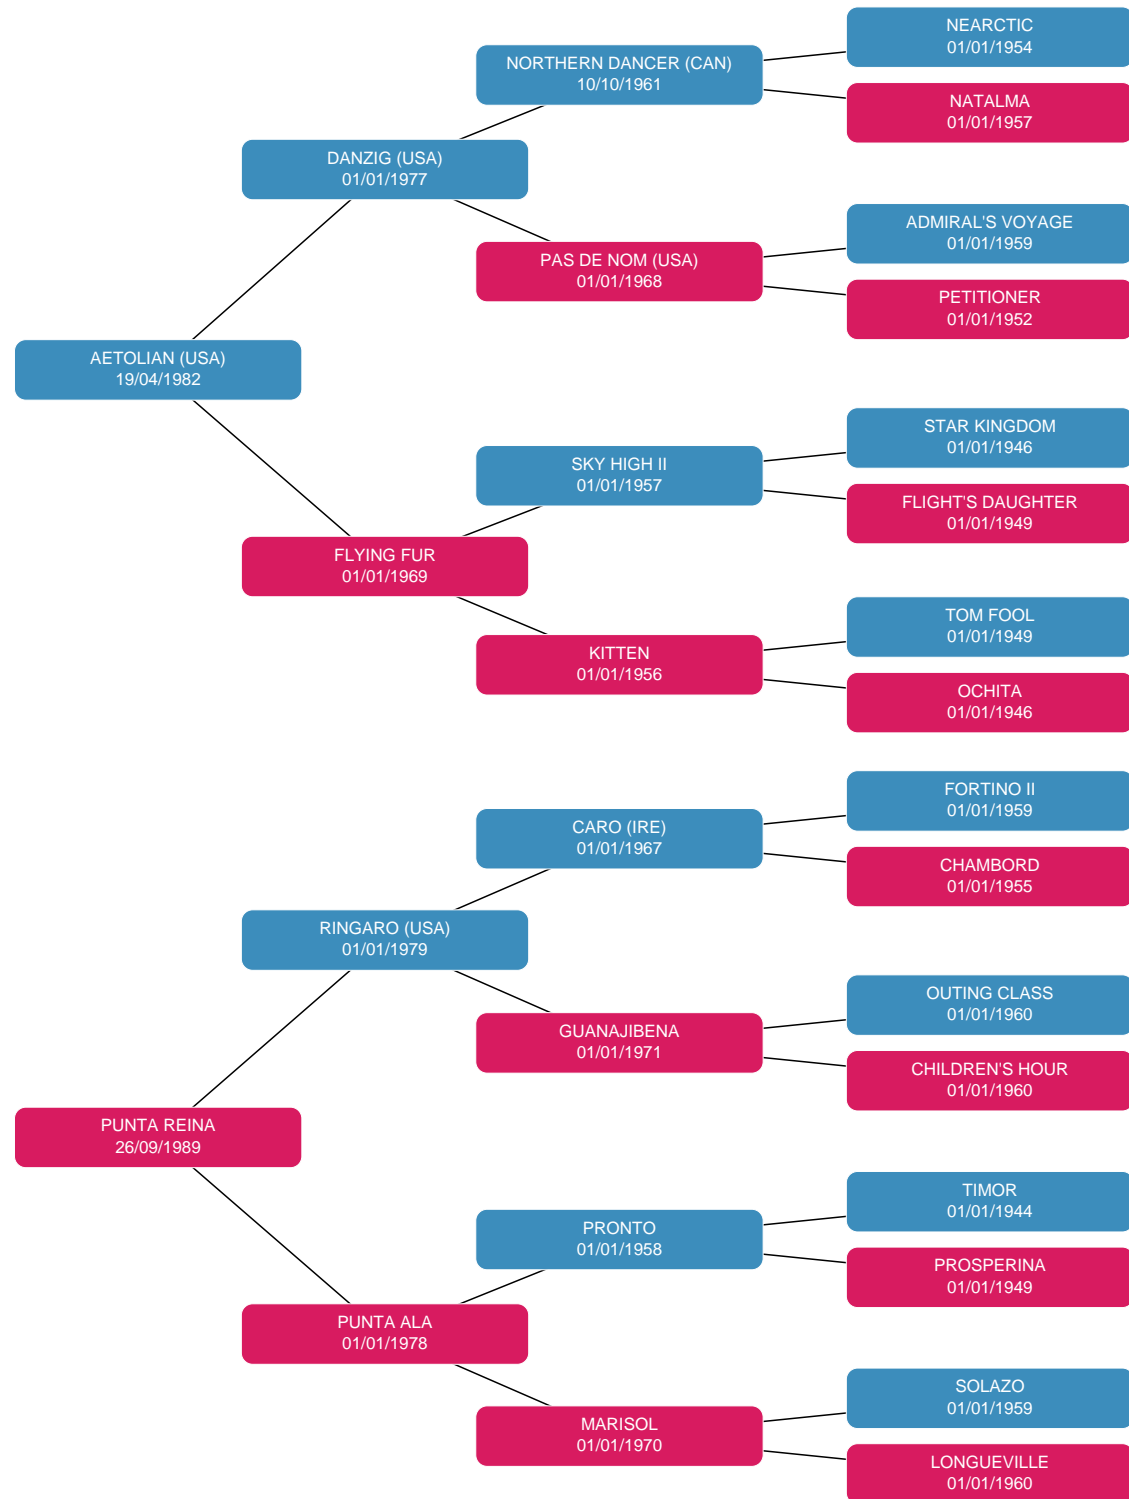 NEARCTIC
01/01/1954
NORTHERN DANCER (CAN)
10/10/1961
NATALMA
01/01/1957
DANZIG (USA)
01/01/1977
ADMIRAL'S VOYAGE
01/01/1959
PAS DE NOM (USA)
01/01/1968
PETITIONER
01/01/1952
AETOLIAN (USA)
19/04/1982
STAR KINGDOM
01/01/1946
SKY HIGH II
01/01/1957
FLIGHT'S DAUGHTER
01/01/1949
FLYING FUR
01/01/1969
TOM FOOL
01/01/1949
KITTEN
01/01/1956
OCHITA
01/01/1946
FORTINO II
01/01/1959
CARO (IRE)
01/01/1967
CHAMBORD
01/01/1955
RINGARO (USA)
01/01/1979
OUTING CLASS
01/01/1960
GUANAJIBENA
01/01/1971
CHILDREN'S HOUR
01/01/1960
PUNTA REINA
26/09/1989
TIMOR
01/01/1944
PRONTO
01/01/1958
PROSPERINA
01/01/1949
PUNTA ALA
01/01/1978
SOLAZO
01/01/1959
MARISOL
01/01/1970
LONGUEVILLE
01/01/1960